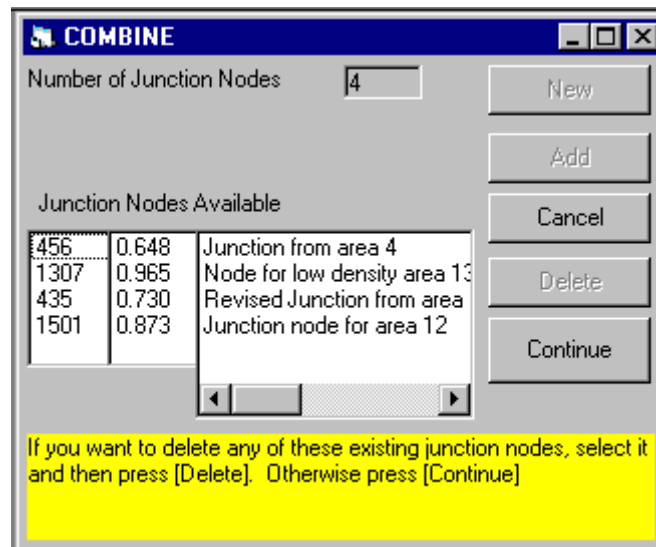 COMBINE
Number of Junction Nodes 4
New
Add
Junction Nodes Available
Cancel
456 0.648 Junction from area 4
1307 0.965 Node for low density area 13
435 0.730 Revised Junction from area
1501 0.873 Junction node for area 12
Delete
Continue
If you want to delete any of these existing junction nodes, select it
and then press [Delete].  Otherwise press [Continue]